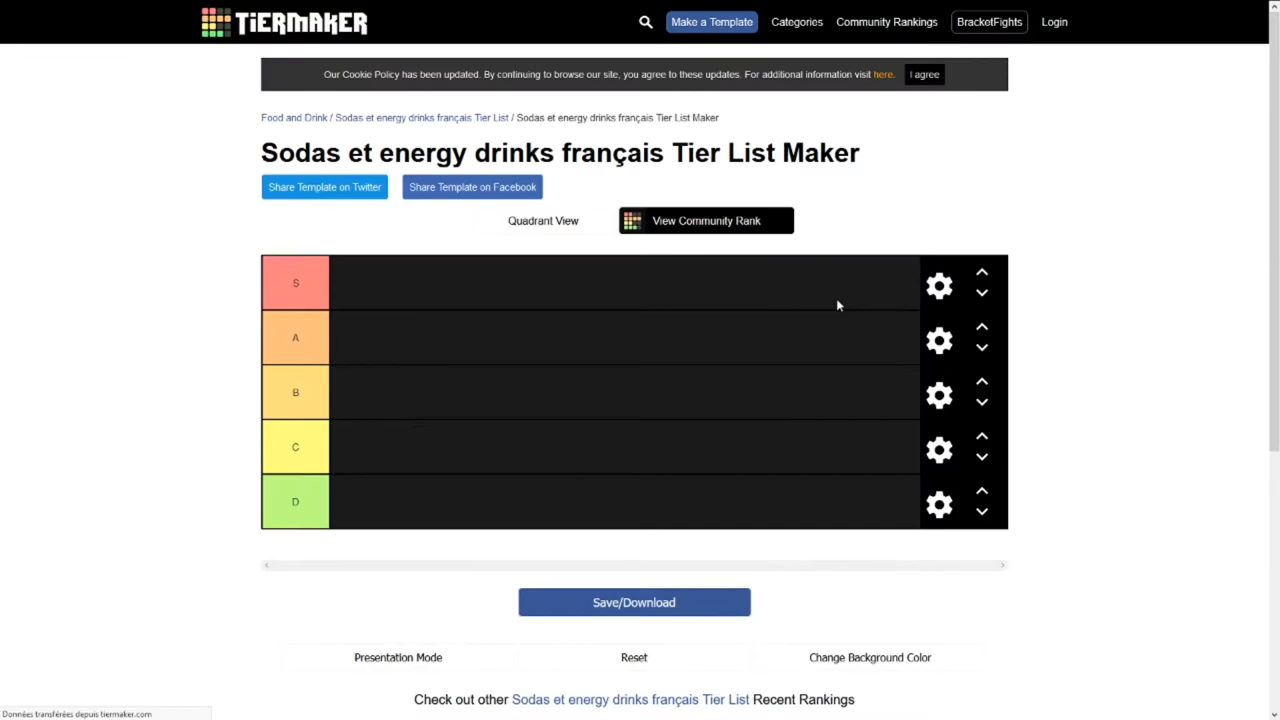 TiERMAKER
Make a Template
Categories
Community Rankings
BracketFights
Login
Our Cookie Policy has been updated. By continuing to browse our site, you agree to these updates. For additional information visit here.
I agree
Food and Drink / Sodas et energy drinks français Tier List / Sodas et energy drinks français Tier List Maker
Sodas et energy drinks français Tier List Maker
Share Template on Twitter
Share Template on Facebook
Quadrant View
View Community Rank
S
A
B
C
D
Save/Download
Presentation Mode
Reset
Change Background Color
Check out other Sodas et energy drinks français Tier List Recent Rankings
Données transférées depuis tiermaker.com